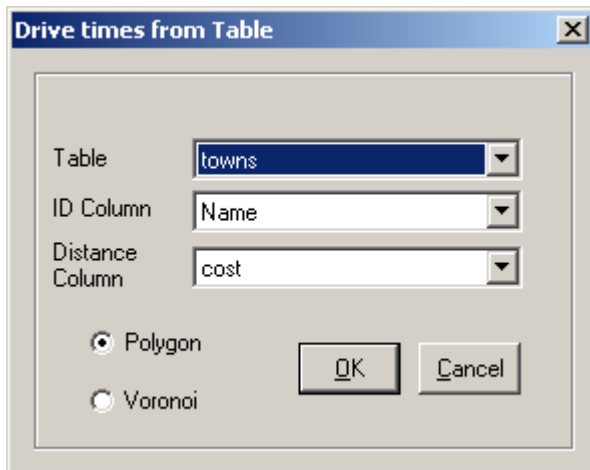 Drive times from Table
Table
towns
ID Column
Name
Distance
Column
cost
Polygon
OK
Cancel
Voronoi